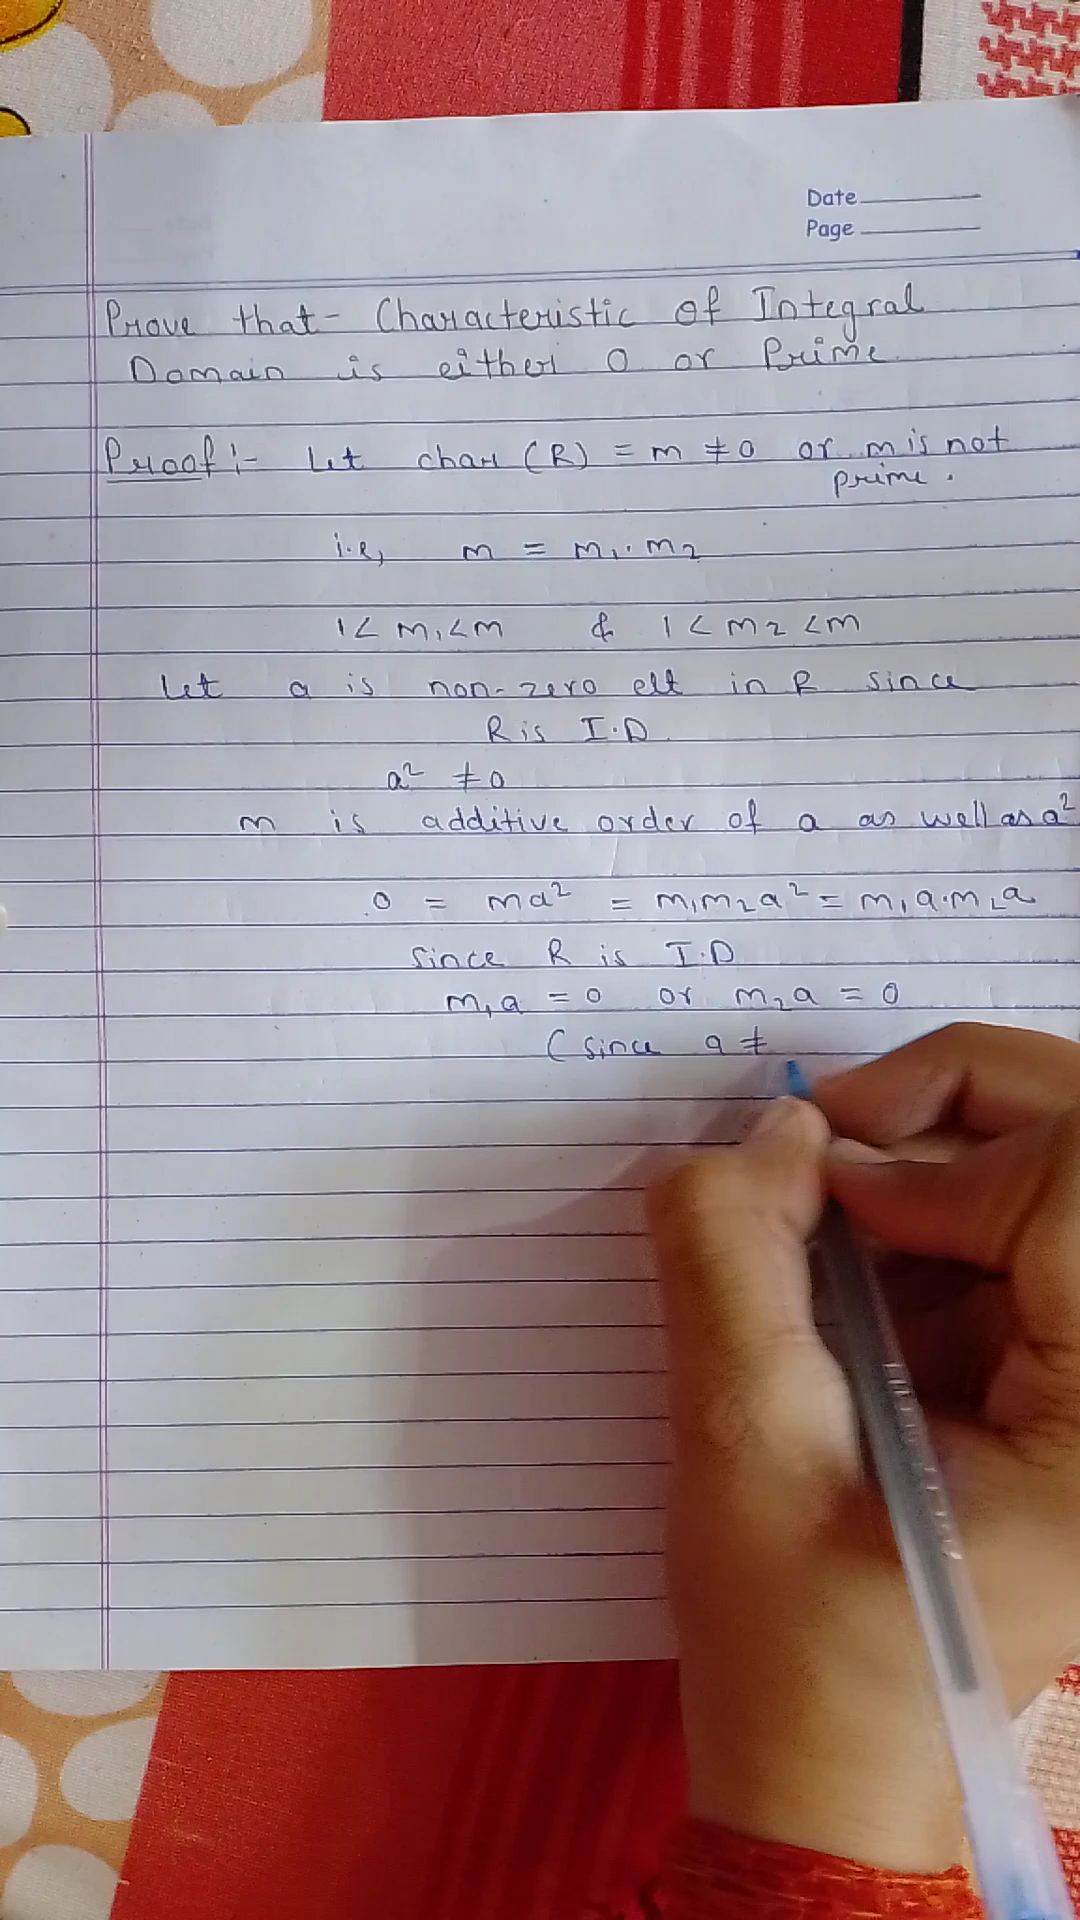 Date
Page
Prove that - Characteristic of Integral
Domain is either 0 or Prime.
Proof :- Let char (R) = m ≠ 0 or m is not
prime.
i.e, m = m₁.m₂
1 < m₁ < m & 1 < m₂ < m
Let a is non-zero elt in R since
R is I.D
a² ≠ 0
m is additive order of a as well as a²
0 = ma² = m₁m₂a² = m₁a.m₂a
Since R is I.D
m₁a = 0 or m₂a = 0
(since a ≠